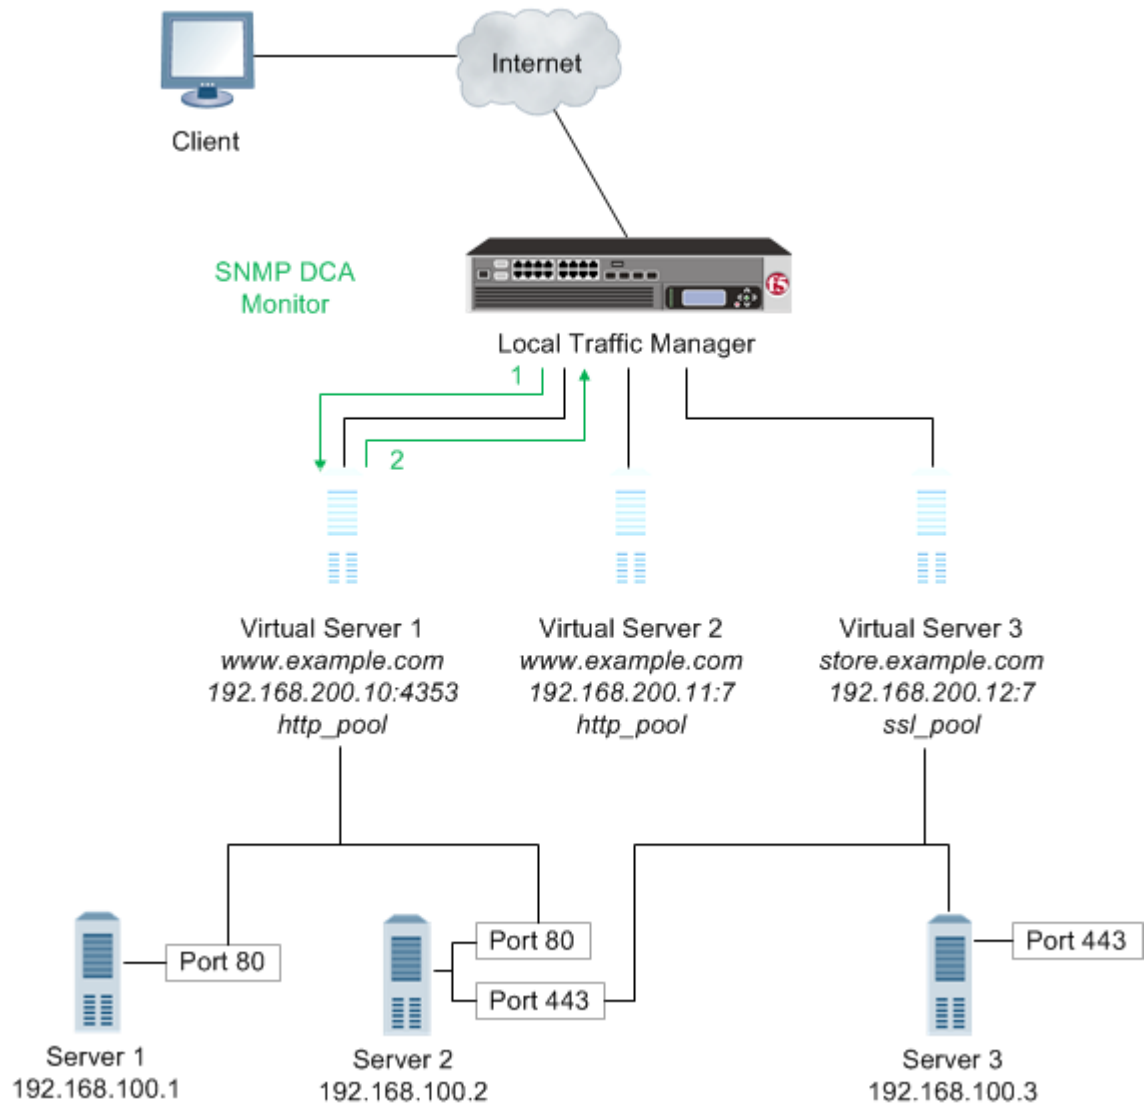 Internet
Client
SNMP DCA
Monitor
f5
Local Traffic Manager
1
2
Virtual Server 1
www.example.com
192.168.200.10:4353
http_pool
Virtual Server 2
www.example.com
192.168.200.11:7
http_pool
Virtual Server 3
store.example.com
192.168.200.12:7
ssl_pool
Port 80
Port 80
Port 443
Port 443
Server 1
192.168.100.1
Server 2
192.168.100.2
Server 3
192.168.100.3